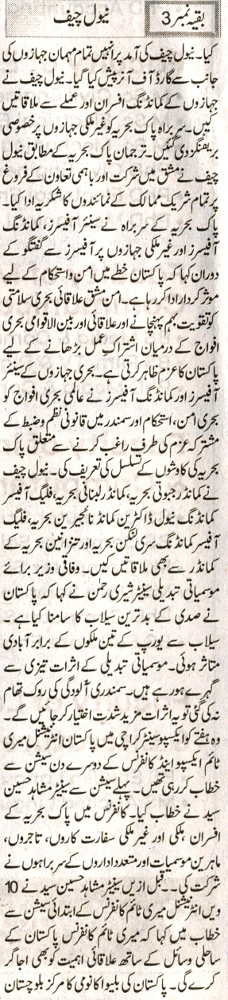 بقیہ نمبر 3 نیول چیف
کیا۔ نیول چیف کی آمد پر انہیں تمام مہمان جہازوں کی
جانب سے گارڈ آف آنر پیش کیا گیا۔ نیول چیف نے
جہازوں کے کمانڈنگ افسران اور عملے سے ملاقاتیں
کیں۔ سربراہ پاک بحریہ کو غیر ملکی جہازوں پر خصوصی
بریفنگز دی گئیں۔ ترجمان پاک بحریہ کے مطابق نیول
چیف نے مشق میں شرکت اور باہمی تعاون کے فروغ
پر تمام شریک ممالک کے نمائندوں کا شکریہ ادا کیا۔
پاک بحریہ کے سربراہ نے سینئر آفیسرز، کمانڈنگ
آفیسرز اور غیر ملکی جہازوں پر آفیسرز سے گفتگو کے
دوران کہا کہ پاکستان خطے میں امن و استحکام کے لیے
موثر کردار ادا کر رہا ہے۔ امن مشق علاقائی بحری سلامتی
کو تقویت بہم پہنچانے اور علاقائی اور بین الاقوامی بحری
افواج کے درمیان اشتراک عمل بڑھانے کے لیے
پاکستان کا عزم ظاہر کرتی ہے۔ بحری جہازوں کے سینئر
آفیسرز اور کمانڈنگ آفیسرز نے عالمی بحری افواج کو
بحری امن، استحکام اور سمندر میں قانونی نظم و ضبط کے
مشترکہ عزم کی طرف راغب کرنے سے متعلق پاک
بحریہ کی کاوشوں کے تسلسل کی تعریف کی۔ نیول چیف
نے کمانڈر جبوتی بحریہ، کمانڈر لبنانی بحریہ، فلیگ آفیسر
کمانڈنگ نیول ڈاکٹرین کمانڈ نائجیرین بحریہ، فلیگ
آفیسر کمانڈنگ سری لنکن بحریہ اور تنزانین بحریہ کے
کمانڈر سے بھی ملاقاتیں کیں۔ وفاقی وزیر برائے
موسمیاتی تبدیلی سینیٹر شیری رحمن نے کہا کہ پاکستان
نے صدی کے بدترین سیلاب کا سامنا کیا ہے۔
سیلاب سے یورپ کے تین ملکوں کے برابر آبادی
متاثر ہوئی۔ موسمیاتی تبدیلی کے اثرات تیزی سے
گہرے ہو رہے ہیں۔ سمندری آلودگی کی روک تھام
نہ کی گئی تو یہ اثرات مزید شدت اختیار کر جائیں گے۔
وہ ہفتے کو ایکسپو سینٹر کراچی میں پاکستان انٹرنیشنل میری
ٹائم ایکسپو اینڈ کانفرنس کے دوسرے دن سیشن سے
خطاب کر رہی تھیں۔ پہلے سیشن سے سینیٹر مشاہد حسین
سید نے خطاب کیا۔ کانفرنس میں پاک بحریہ کے
افسران، ملکی اور غیر ملکی سفارت کاروں، تاجروں،
ماہرین موسمیات اور متعدد اداروں کے سربراہوں نے
شرکت کی۔۔ قبل ازیں سینیٹر مشاہد حسین سید نے 10
ویں انٹرنیشنل میری ٹائم کانفرنس کے ابتدائی سیشن سے
خطاب میں کہا کہ میری ٹائم کانفرنس پاکستان کے
ساحلی وسائل کے ساتھ علاقائی اہمیت کو بھی اجاگر
کرے گی۔ پاکستان کی بلیو اکانومی کا مرکز بلوچستان